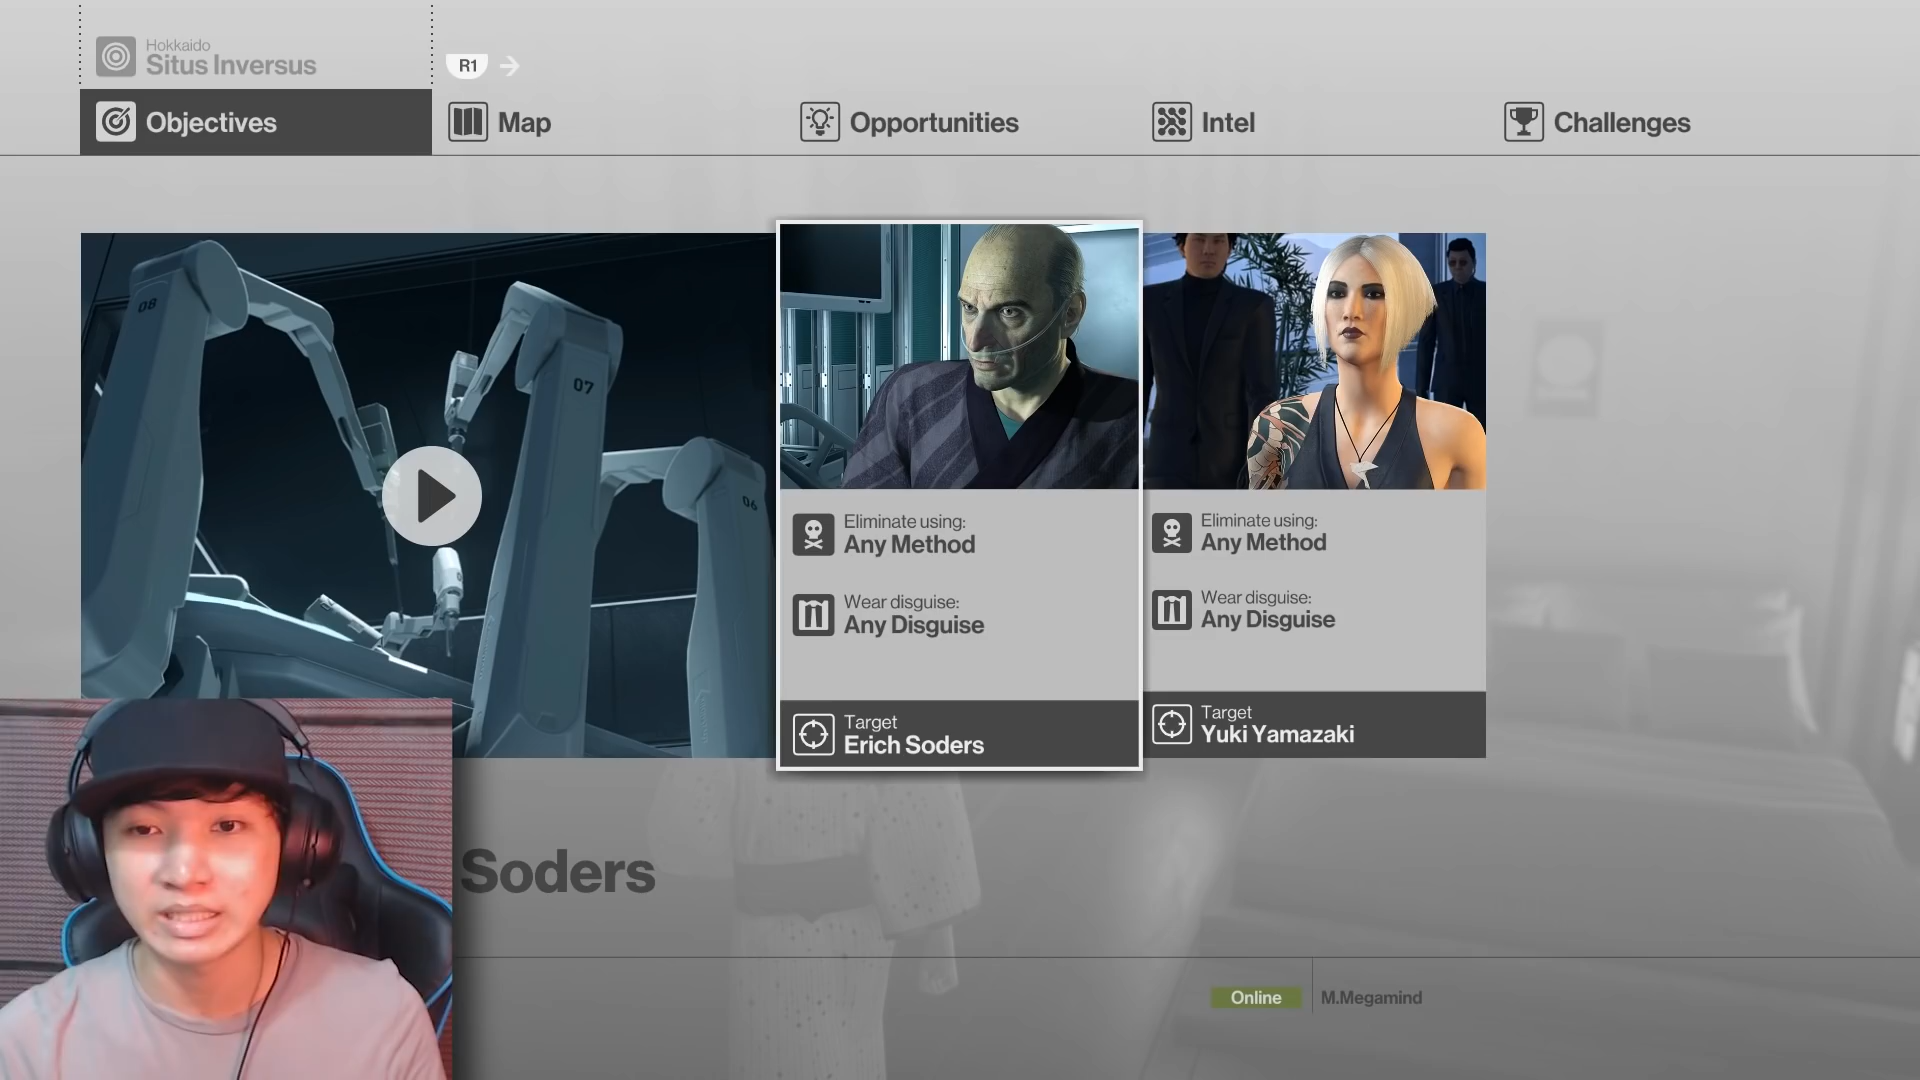 Hokkaido
Situs Inversus
R1
Objectives
Map
Opportunities
Intel
Challenges
08
07
06
Eliminate using:
Any Method
Wear disguise:
Any Disguise
Target
Erich Soders
Eliminate using:
Any Method
Wear disguise:
Any Disguise
Target
Yuki Yamazaki
Soders
Online
M.Megamind